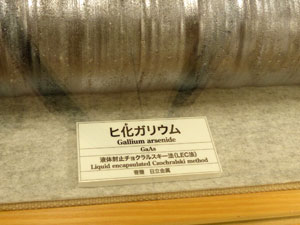 ヒ化ガリウム
Gallium arsenide
GaAs
液体封止チョクラルスキー法(LEC法)
Liquid encapsulated Czochralski method
寄贈 日立金属